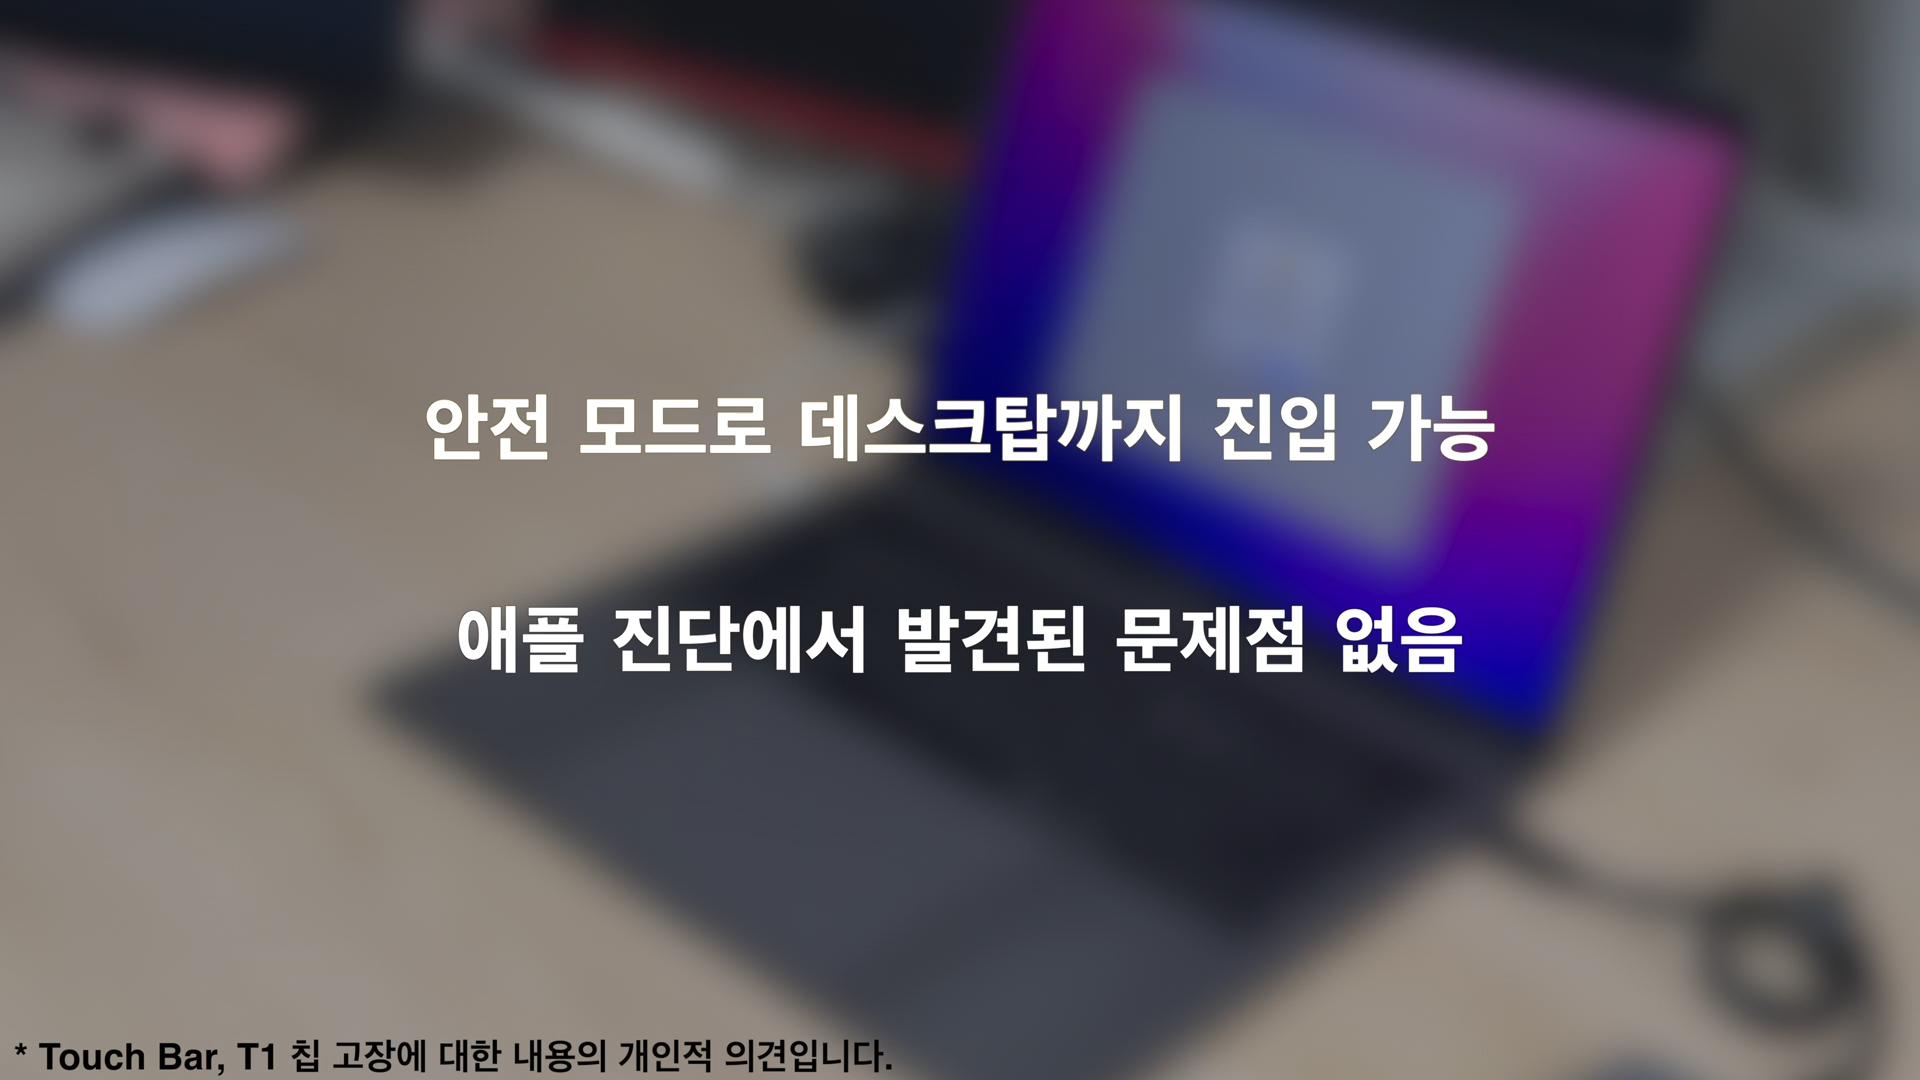 안전 모드로 데스크탑까지 진입 가능
애플 진단에서 발견된 문제점 없음
* Touch Bar, T1 칩 고장에 대한 내용의 개인적 의견입니다.